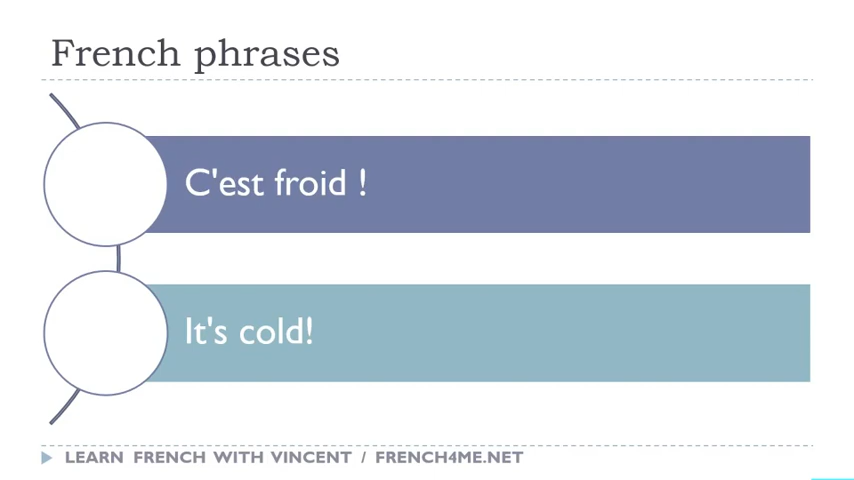 French phrases
C'est froid !
It's cold!
LEARN FRENCH WITH VINCENT / FRENCH4ME.NET